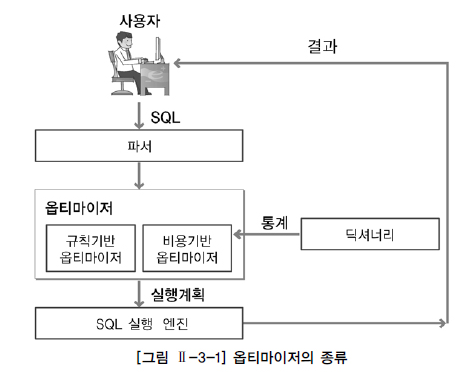 사용자
결과
SQL
파서
옵티마이저
규칙기반
옵티마이저
비용기반
옵티마이저
통계
딕셔너리
실행계획
SQL 실행 엔진
[그림 Ⅱ-3-1] 옵티마이저의 종류